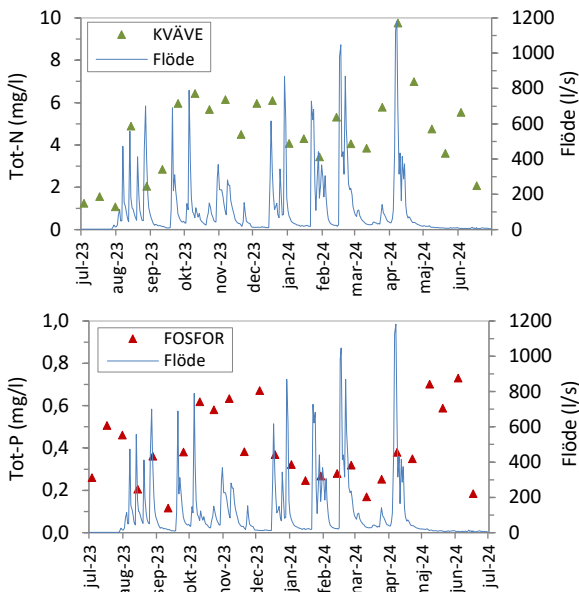 KVÄVE
Flöde
Tot-N (mg/l)
10
8
6
4
2
0
1200
1000
800
600
400
200
0
Flöde (l/s)
jul-23
aug-23
sep-23
okt-23
nov-23
dec-23
jan-24
feb-24
mar-24
apr-24
maj-24
jun-24
FOSFOR
Flöde
Tot-P (mg/l)
1,0
0,8
0,6
0,4
0,2
0,0
1200
1000
800
600
400
200
0
Flöde (l/s)
jul-23
aug-23
sep-23
okt-23
nov-23
dec-23
jan-24
feb-24
mar-24
apr-24
maj-24
jun-24
jul-24